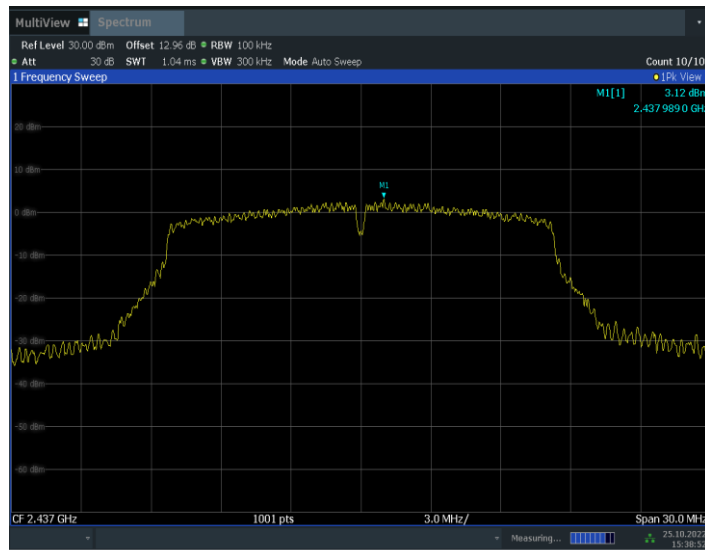 MultiView Spectrum
Ref Level 30.00 dBm Offset 12.96 dB RBW 100 kHz
Att 30 dB SWT 1.04 ms VBW 300 kHz Mode Auto Sweep Count 10/10
1 Frequency Sweep 1Pk View
M1[1] 3.12 dBm
2.437 989 0 GHz
20 dBm
10 dBm
M1
0 dBm
-10 dBm
-20 dBm
-30 dBm
-40 dBm
-50 dBm
-60 dBm
CF 2.437 GHz 1001 pts 3.0 MHz/ Span 30.0 MHz
Measuring... 25.10.2022